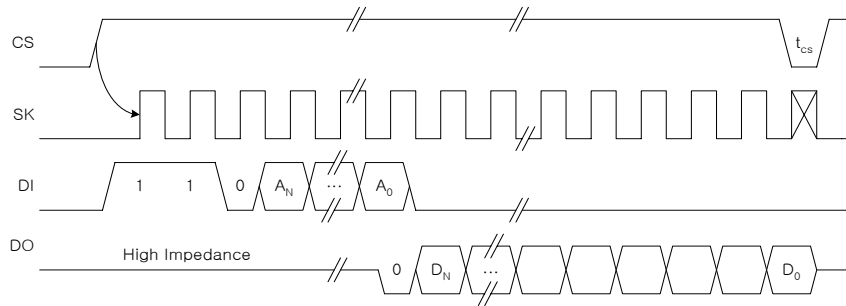 CS
t_cs
SK
DI
1 1 0 A_N ... A_0
DO
High Impedance
0 D_N ... D_0